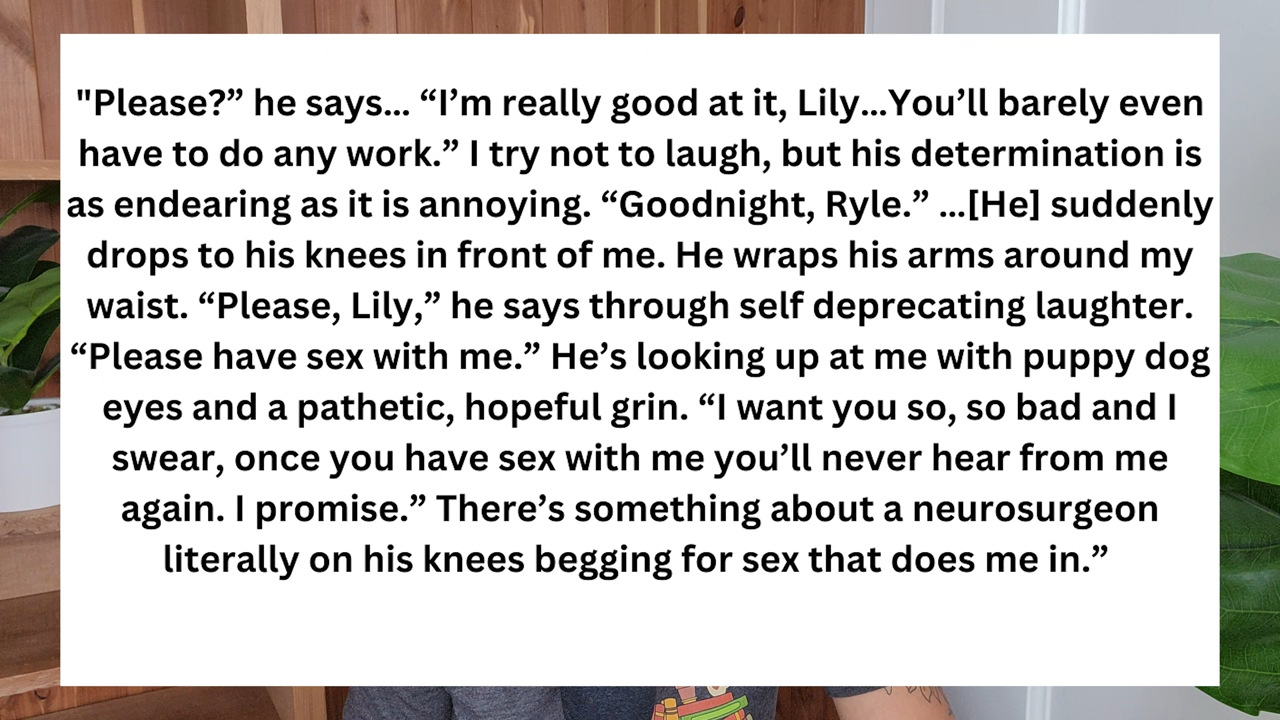 "Please?” he says... “I’m really good at it, Lily...You’ll barely even
have to do any work.” I try not to laugh, but his determination is
as endearing as it is annoying. “Goodnight, Ryle.” ...[He] suddenly
drops to his knees in front of me. He wraps his arms around my
waist. “Please, Lily,” he says through self deprecating laughter.
“Please have sex with me.” He’s looking up at me with puppy dog
eyes and a pathetic, hopeful grin. “I want you so, so bad and I
swear, once you have sex with me you’ll never hear from me
again. I promise.” There’s something about a neurosurgeon
literally on his knees begging for sex that does me in.”